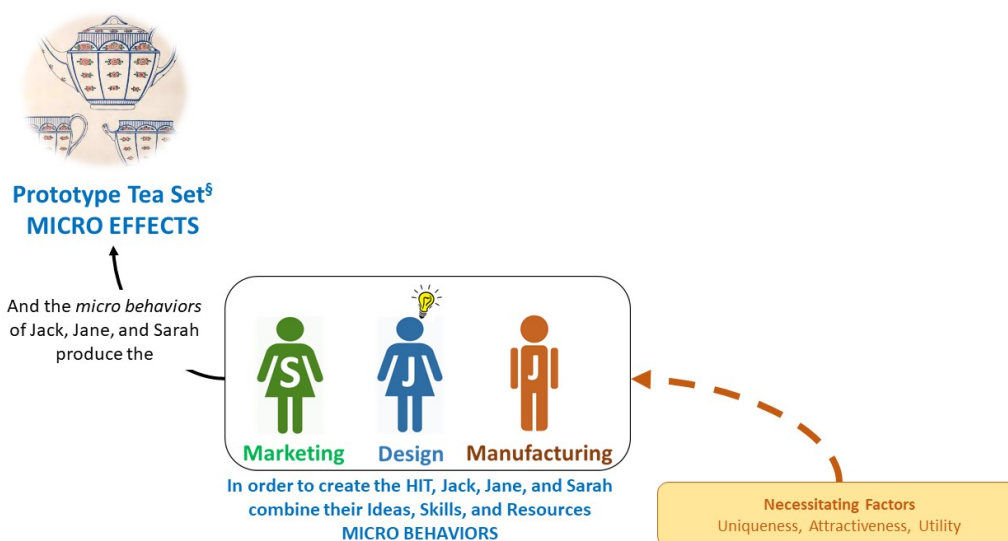 Prototype Tea Set§
MICRO EFFECTS
And the micro behaviors
of Jack, Jane, and Sarah
produce the
S
J
J
Marketing
Design
Manufacturing
In order to create the HIT, Jack, Jane, and Sarah
combine their Ideas, Skills, and Resources
MICRO BEHAVIORS
Necessitating Factors
Uniqueness, Attractiveness, Utility